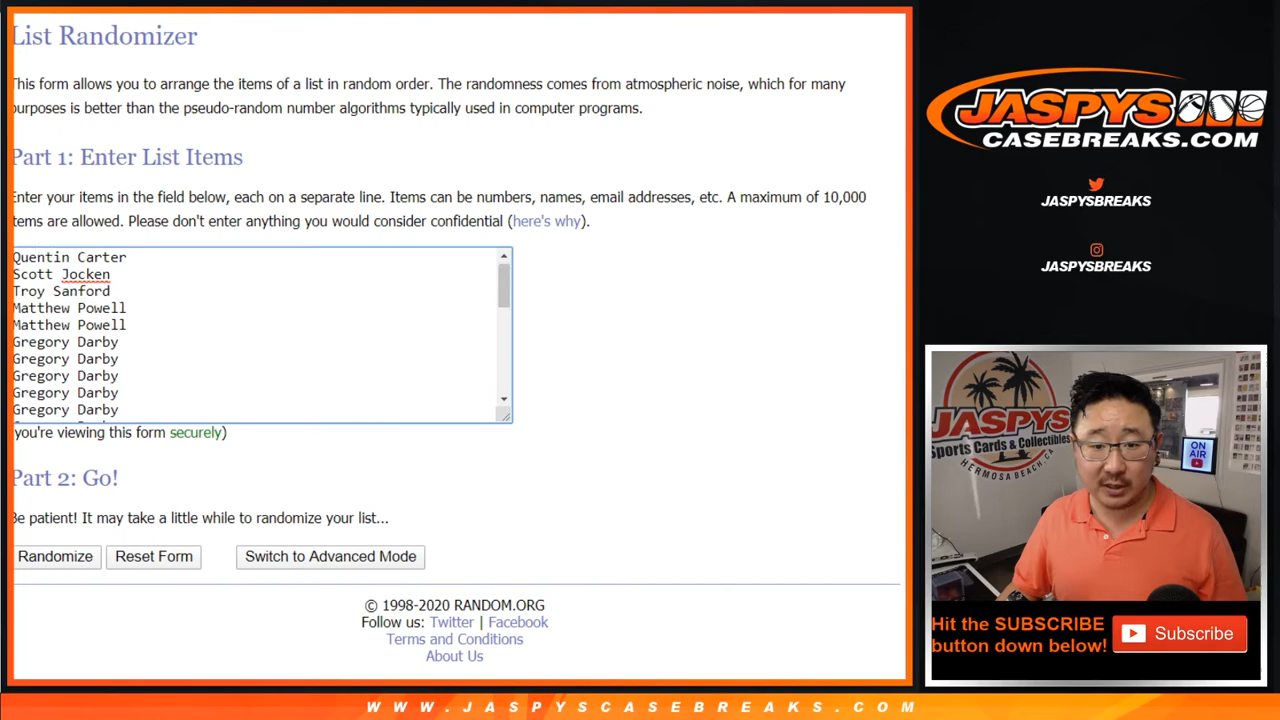 List Randomizer
This form allows you to arrange the items of a list in random order. The randomness comes from atmospheric noise, which for many
purposes is better than the pseudo-random number algorithms typically used in computer programs.
Part 1: Enter List Items
Enter your items in the field below, each on a separate line. Items can be numbers, names, email addresses, etc. A maximum of 10,000
items are allowed. Please don't enter anything you would consider confidential (here's why).
Quentin Carter
Scott Jocken
Troy Sanford
Matthew Powell
Matthew Powell
Gregory Darby
Gregory Darby
Gregory Darby
Gregory Darby
Gregory Darby
you're viewing this form securely)
Part 2: Go!
Be patient! It may take a little while to randomize your list...
Randomize
Reset Form
Switch to Advanced Mode
© 1998-2020 RANDOM.ORG
Follow us: Twitter | Facebook
Terms and Conditions
About Us
JASPYS
CASEBREAKS.COM
JASPYSBREAKS
JASPYSBREAKS
JASPYS
Sports Cards & Collectibles
HERMOSA BEACH, CA
ON
AIR
Hit the SUBSCRIBE
button down below!
Subscribe
WWW.JASPYSCASEBREAKS.COM